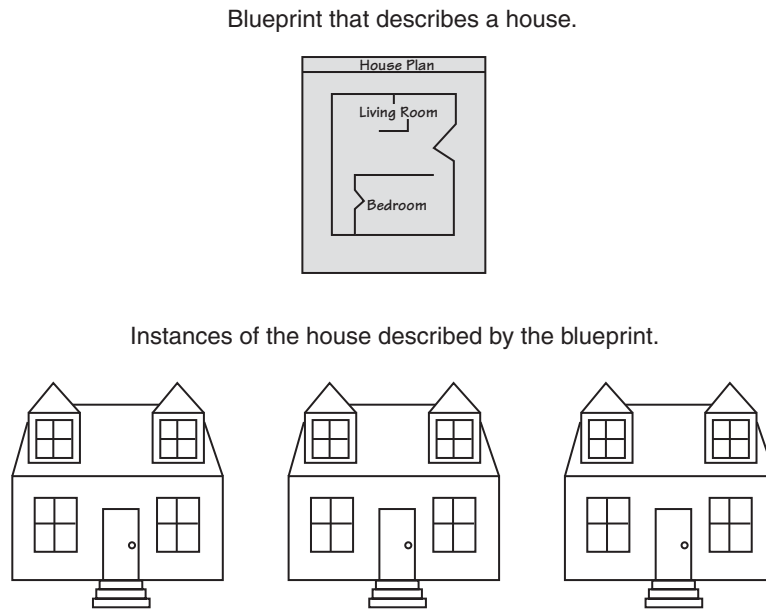 Blueprint that describes a house.
House Plan
Living Room
Bedroom
Instances of the house described by the blueprint.